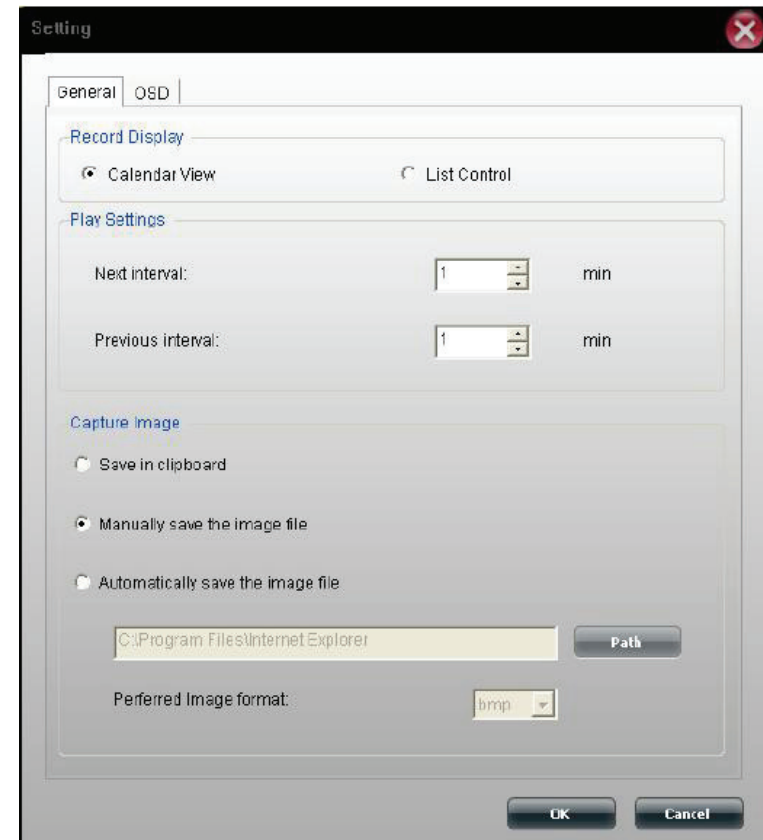 Setting
General OSD
Record Display
Calendar View List Control
Play Settings
Next interval: 1 min
Previous interval: 1 min
Capture Image
Save in clipboard
Manually save the image file
Automatically save the image file
C:\Program Files\Internet Explorer Path
Perferred Image format: bmp
OK Cancel